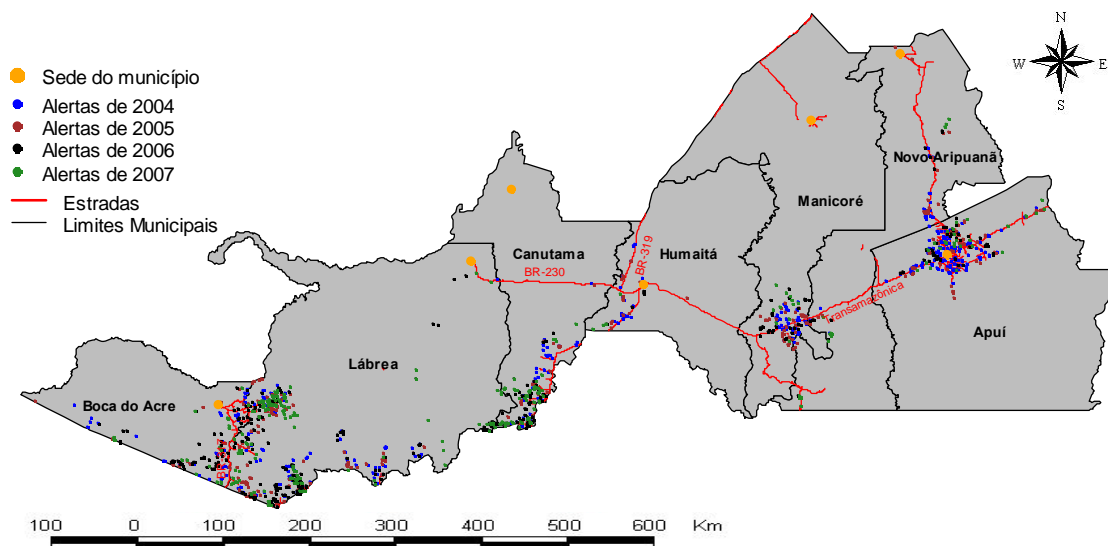 N
W E
S
Sede do município
Alertas de 2004
Alertas de 2005
Alertas de 2006
Alertas de 2007
Estradas
Limites Municipais
Novo Aripuanã
Manicoré
Canutama
BR-230
BR-319
Humaitá
Transamazônica
Apuí
Lábrea
Boca do Acre
100 0 100 200 300 400 500 600 Km